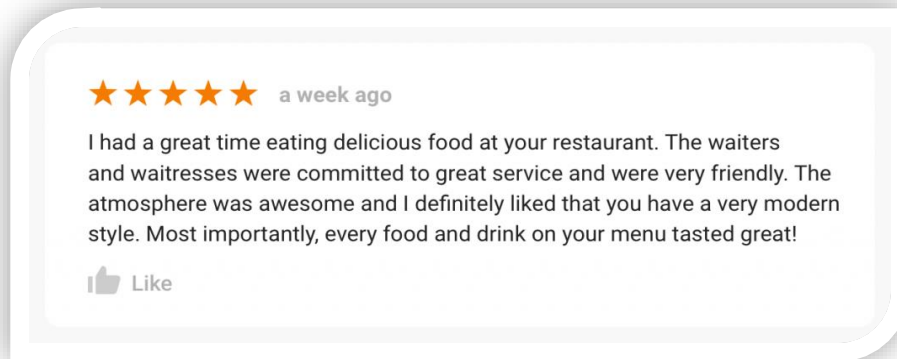 a week ago
I had a great time eating delicious food at your restaurant. The waiters
and waitresses were committed to great service and were very friendly. The
atmosphere was awesome and I definitely liked that you have a very modern
style. Most importantly, every food and drink on your menu tasted great!
Like